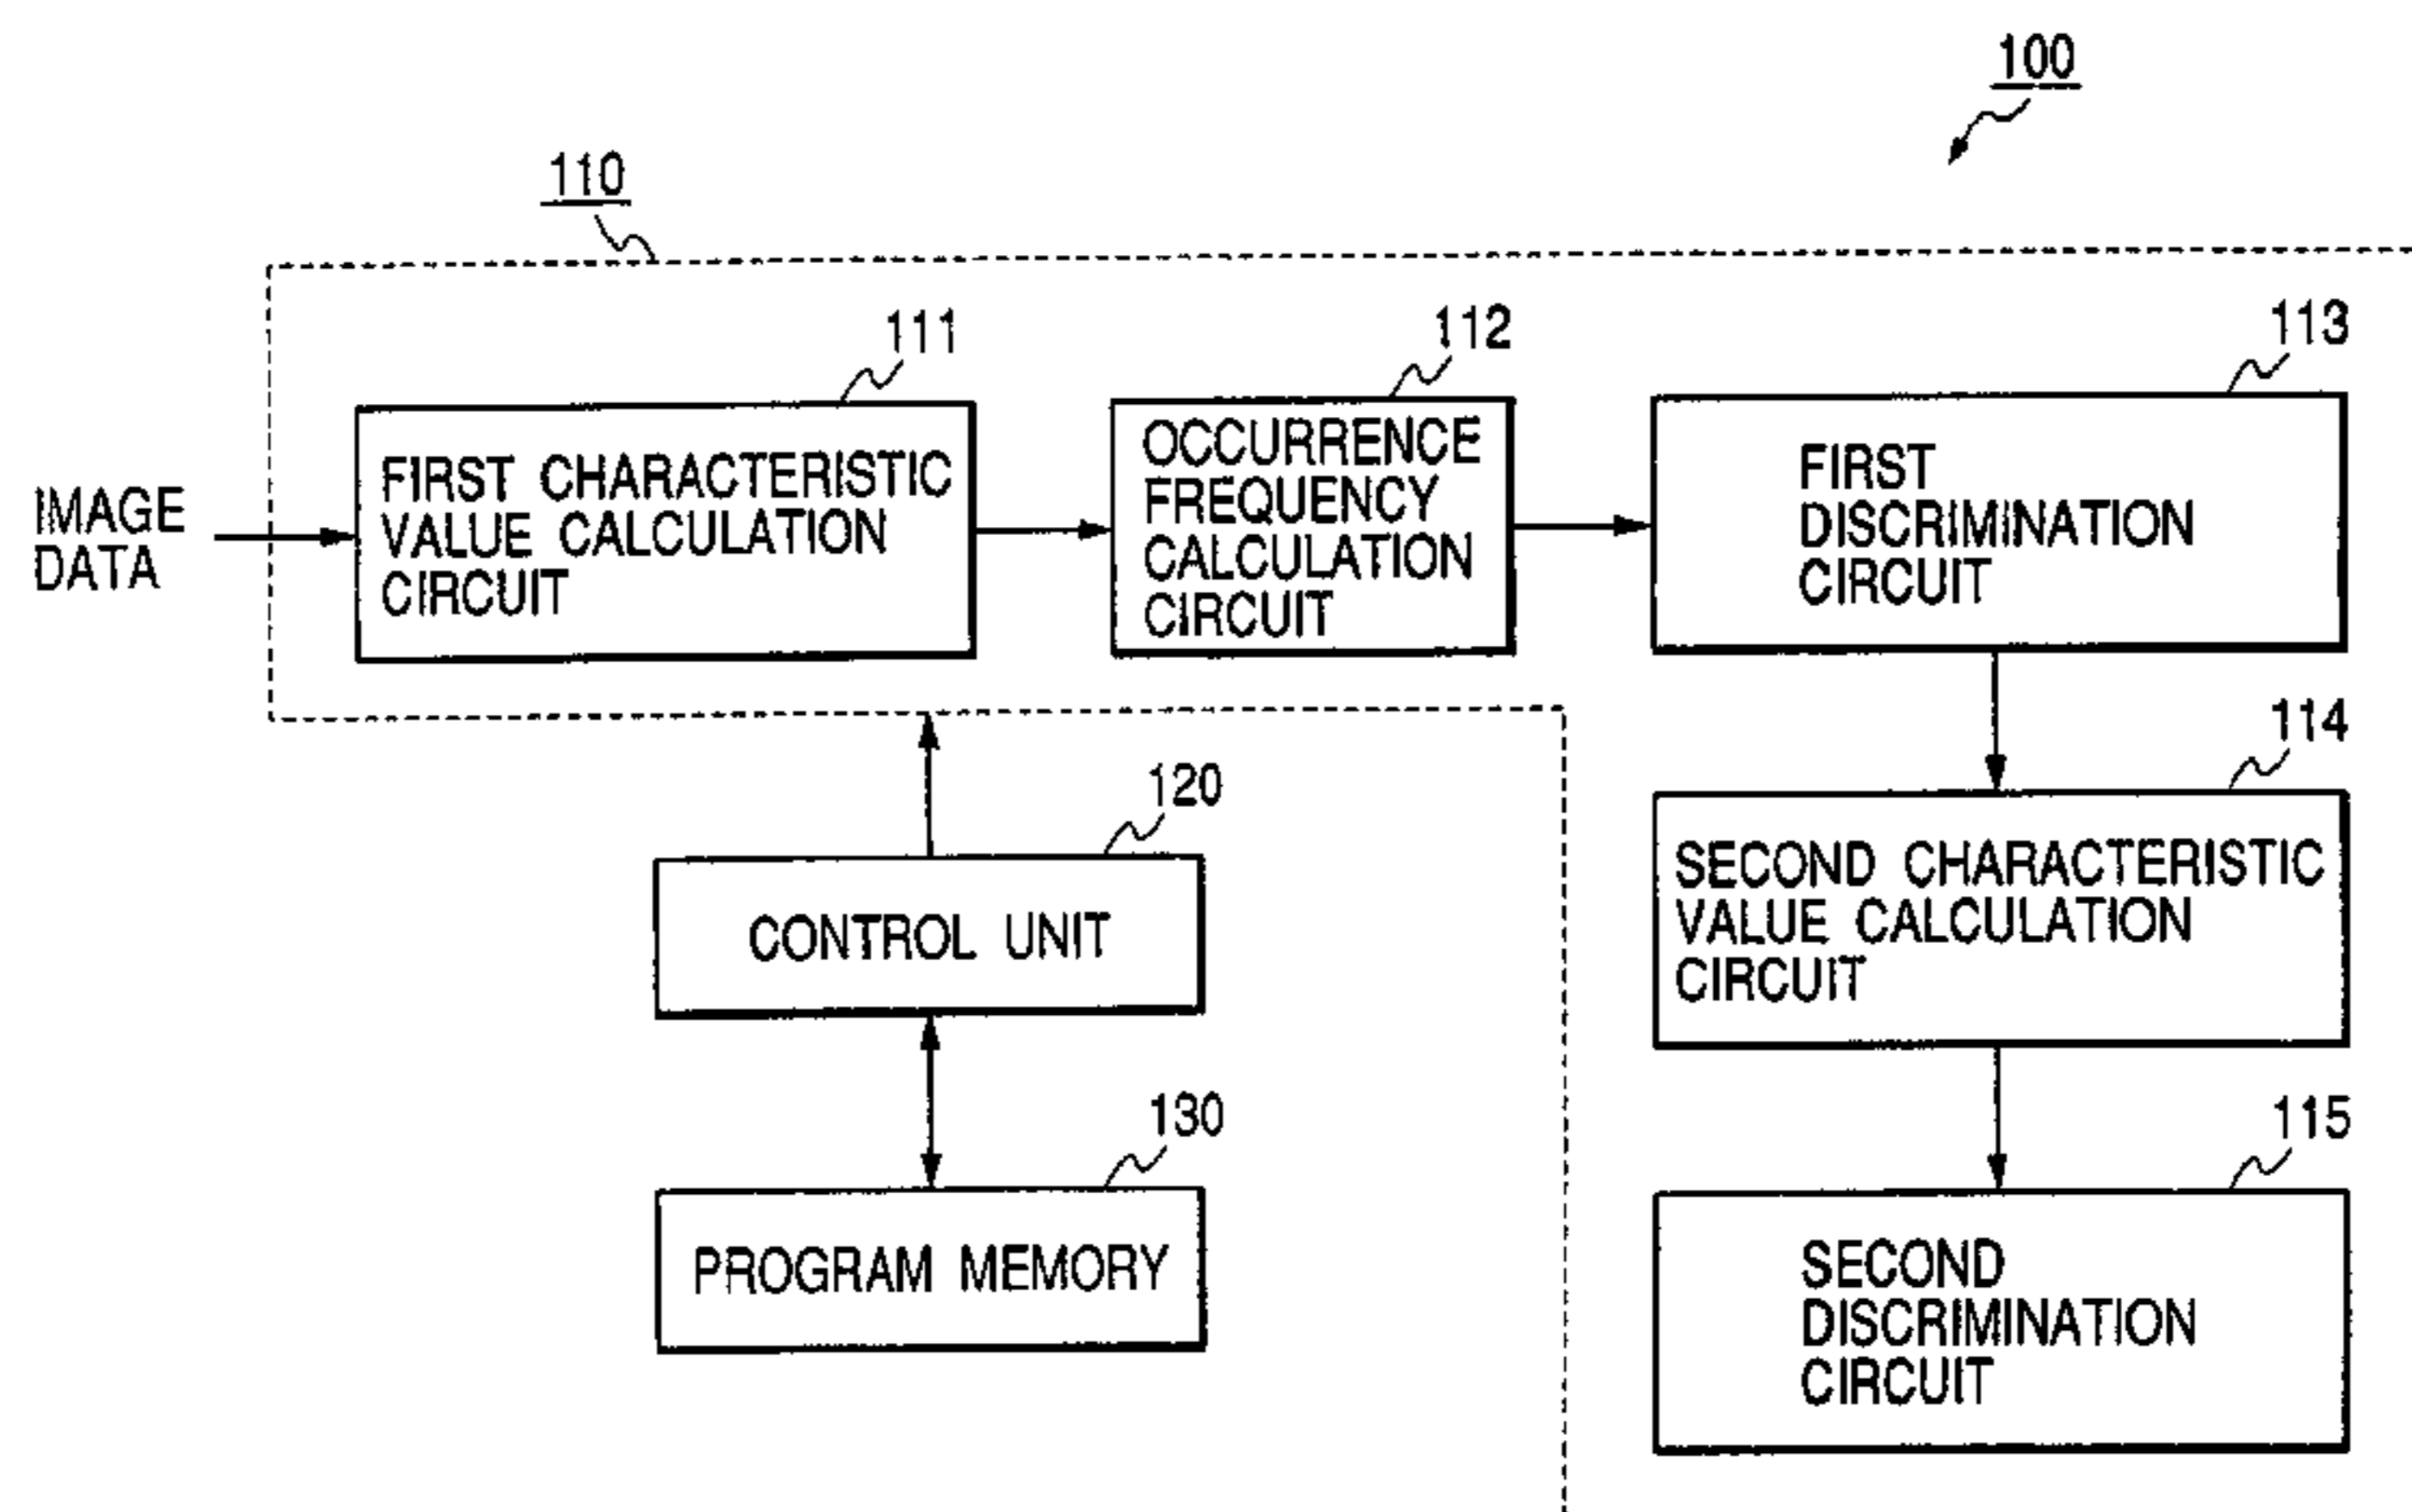 100
110
111
112
113
IMAGE
DATA
FIRST CHARACTERISTIC
VALUE CALCULATION
CIRCUIT
OCCURRENCE
FREQUENCY
CALCULATION
CIRCUIT
FIRST
DISCRIMINATION
CIRCUIT
114
SECOND CHARACTERISTIC
VALUE CALCULATION
CIRCUIT
120
CONTROL UNIT
130
PROGRAM MEMORY
115
SECOND
DISCRIMINATION
CIRCUIT